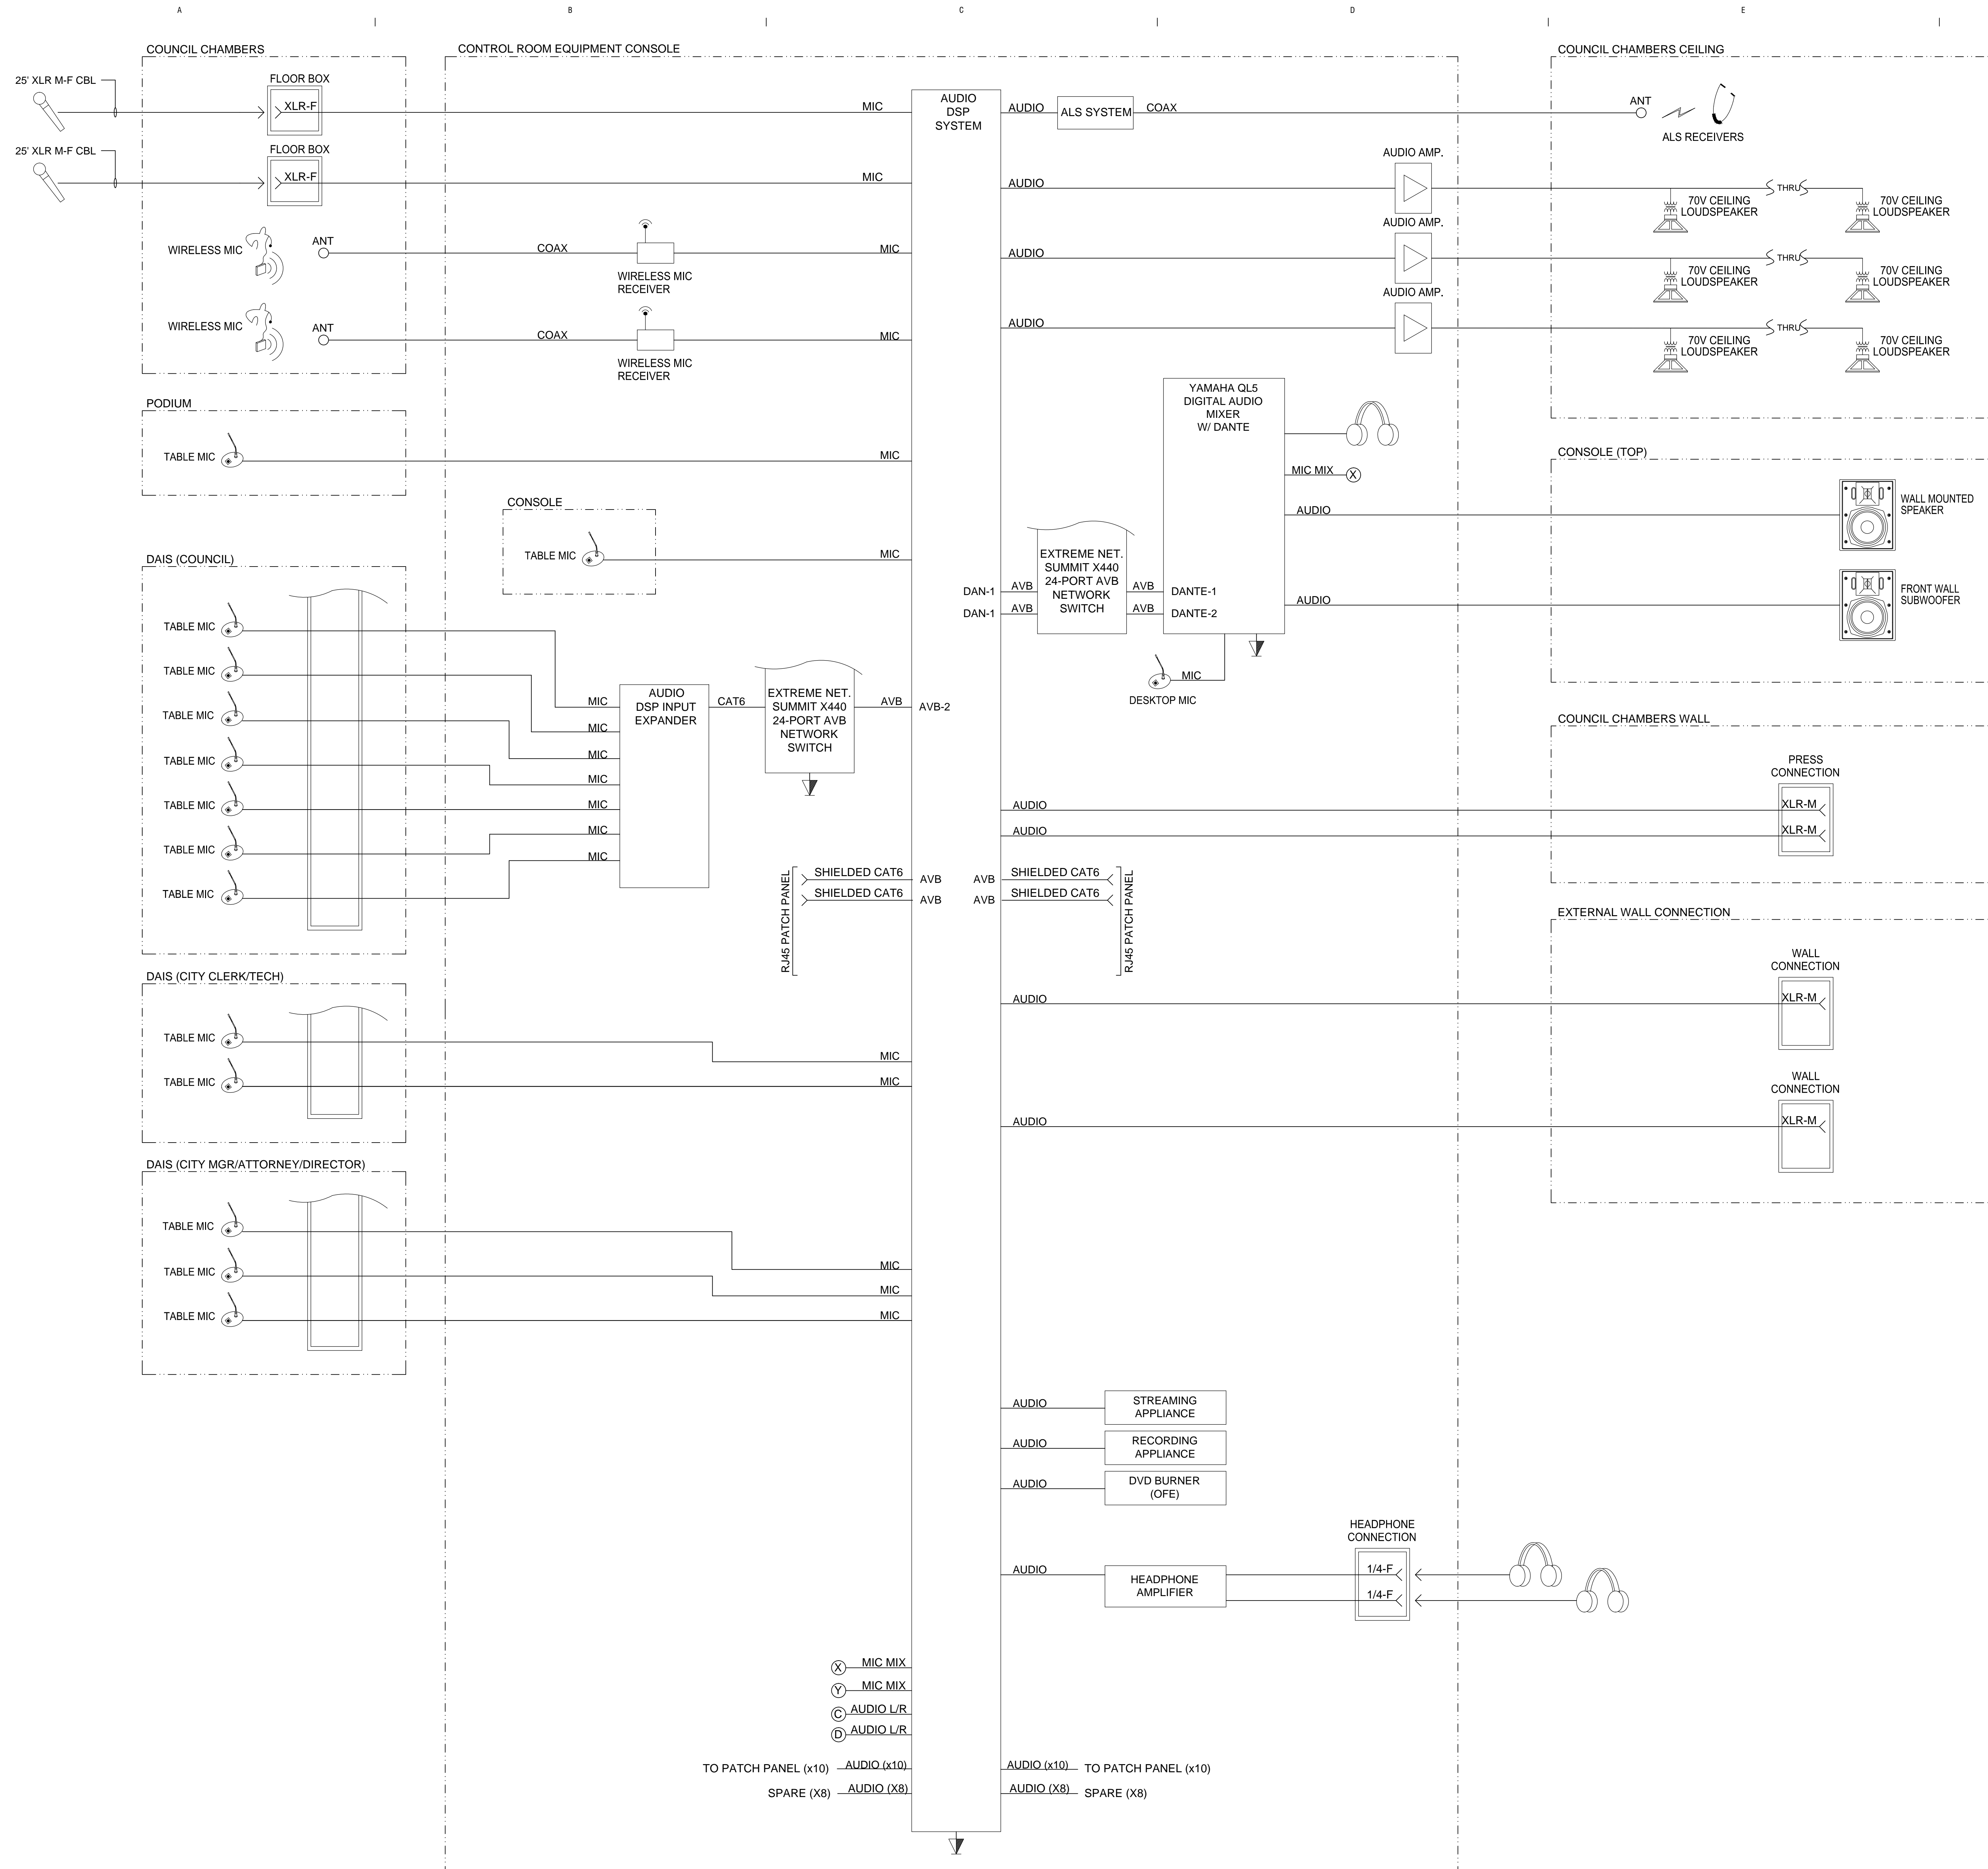 A
B
C
D
E
COUNCIL CHAMBERS
25' XLR M-F CBL
FLOOR BOX
XLR-F
25' XLR M-F CBL
FLOOR BOX
XLR-F
WIRELESS MIC
ANT
WIRELESS MIC
ANT
PODIUM
TABLE MIC
DAIS (COUNCIL)
TABLE MIC
TABLE MIC
TABLE MIC
TABLE MIC
TABLE MIC
TABLE MIC
TABLE MIC
DAIS (CITY CLERK/TECH)
TABLE MIC
TABLE MIC
DAIS (CITY MGR/ATTORNEY/DIRECTOR)
TABLE MIC
TABLE MIC
TABLE MIC
CONTROL ROOM EQUIPMENT CONSOLE
MIC
MIC
COAX
WIRELESS MIC
RECEIVER
MIC
COAX
WIRELESS MIC
RECEIVER
MIC
MIC
CONSOLE
TABLE MIC
MIC
MIC
MIC
MIC
MIC
MIC
MIC
MIC
AUDIO
DSP INPUT
EXPANDER
CAT6
EXTREME NET.
SUMMIT X440
24-PORT AVB
NETWORK
SWITCH
AVB
AVB-2
RJ45 PATCH PANEL
SHIELDED CAT6
AVB
SHIELDED CAT6
AVB
MIC
MIC
MIC
MIC
MIC
X
MIC MIX
Y
MIC MIX
C
AUDIO L/R
D
AUDIO L/R
TO PATCH PANEL (x10)
AUDIO (x10)
SPARE (X8)
AUDIO (X8)
AUDIO
DSP
SYSTEM
AUDIO
ALS SYSTEM
COAX
AUDIO
AUDIO AMP.
AUDIO
AUDIO AMP.
AUDIO
AUDIO AMP.
YAMAHA QL5
DIGITAL AUDIO
MIXER
W/ DANTE
MIC MIX
X
AUDIO
AUDIO
DAN-1
AVB
DAN-1
AVB
EXTREME NET.
SUMMIT X440
24-PORT AVB
NETWORK
SWITCH
AVB
DANTE-1
AVB
DANTE-2
MIC
DESKTOP MIC
AUDIO
AUDIO
AVB
SHIELDED CAT6
AVB
SHIELDED CAT6
RJ45 PATCH PANEL
AUDIO
AUDIO
AUDIO
STREAMING
APPLIANCE
AUDIO
RECORDING
APPLIANCE
AUDIO
DVD BURNER
(OFE)
AUDIO
HEADPHONE
AMPLIFIER
HEADPHONE
CONNECTION
1/4-F
1/4-F
AUDIO (x10)
TO PATCH PANEL (x10)
AUDIO (X8)
SPARE (X8)
COUNCIL CHAMBERS CEILING
ANT
ALS RECEIVERS
THRU
70V CEILING
LOUDSPEAKER
70V CEILING
LOUDSPEAKER
THRU
70V CEILING
LOUDSPEAKER
70V CEILING
LOUDSPEAKER
THRU
70V CEILING
LOUDSPEAKER
70V CEILING
LOUDSPEAKER
CONSOLE (TOP)
WALL MOUNTED
SPEAKER
FRONT WALL
SUBWOOFER
COUNCIL CHAMBERS WALL
PRESS
CONNECTION
XLR-M
XLR-M
EXTERNAL WALL CONNECTION
WALL
CONNECTION
XLR-M
WALL
CONNECTION
XLR-M